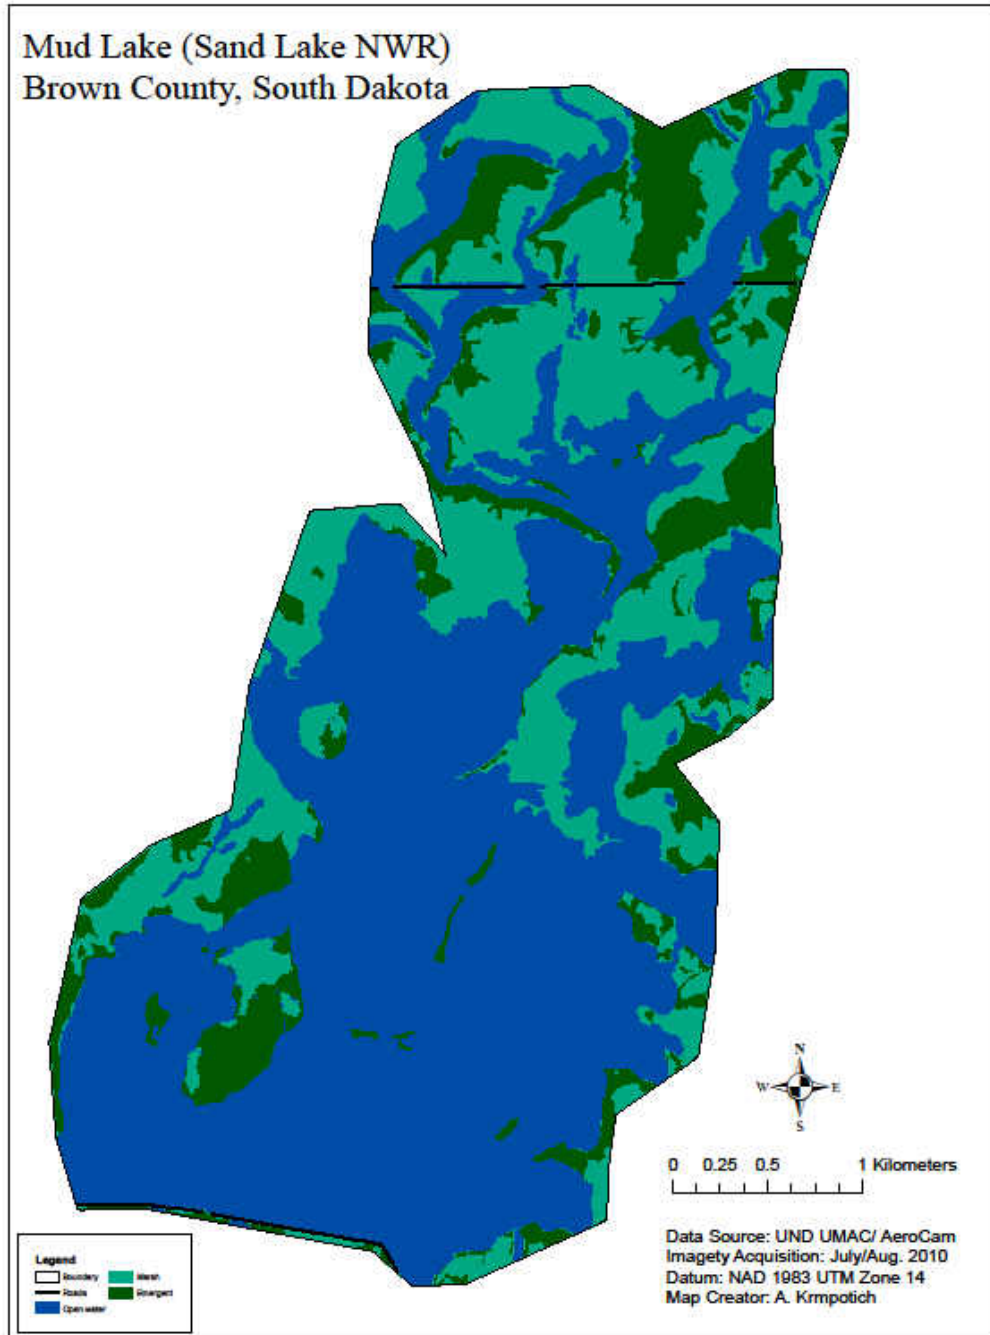 Mud Lake (Sand Lake NWR)
Brown County, South Dakota
N
W E
S
0 0.25 0.5 1 Kilometers
Data Source: UND UMAC/ AeroCam
Imagety Acquisition: July/Aug. 2010
Datum: NAD 1983 UTM Zone 14
Map Creator: A. Krmpotich
Legend
Boundary Marsh
Roads Emergent
Open water